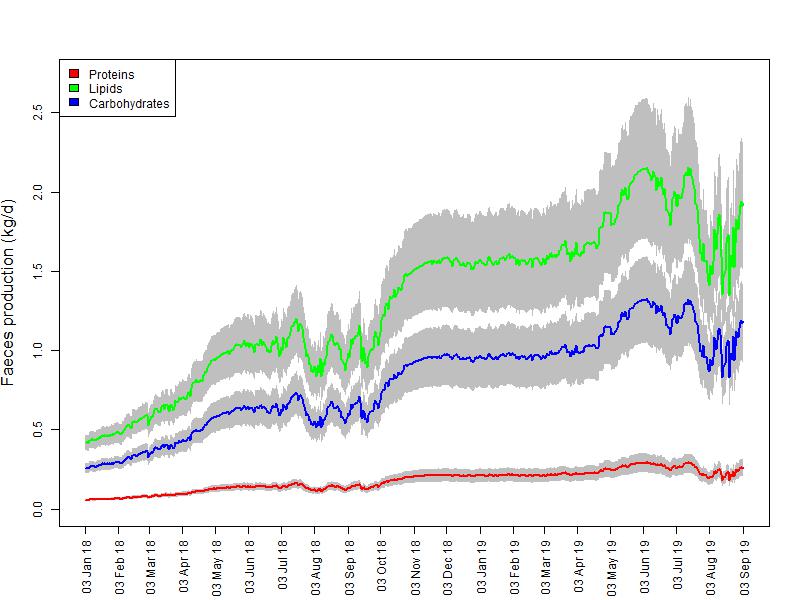 Proteins
Lipids
Carbohydrates
Faeces production (kg/d)
2.5
2.0
1.5
1.0
0.5
0.0
03 Jan 18
03 Feb 18
03 Mar 18
03 Apr 18
03 May 18
03 Jun 18
03 Jul 18
03 Aug 18
03 Sep 18
03 Oct 18
03 Nov 18
03 Dec 18
03 Jan 19
03 Feb 19
03 Mar 19
03 Apr 19
03 May 19
03 Jun 19
03 Jul 19
03 Aug 19
03 Sep 19